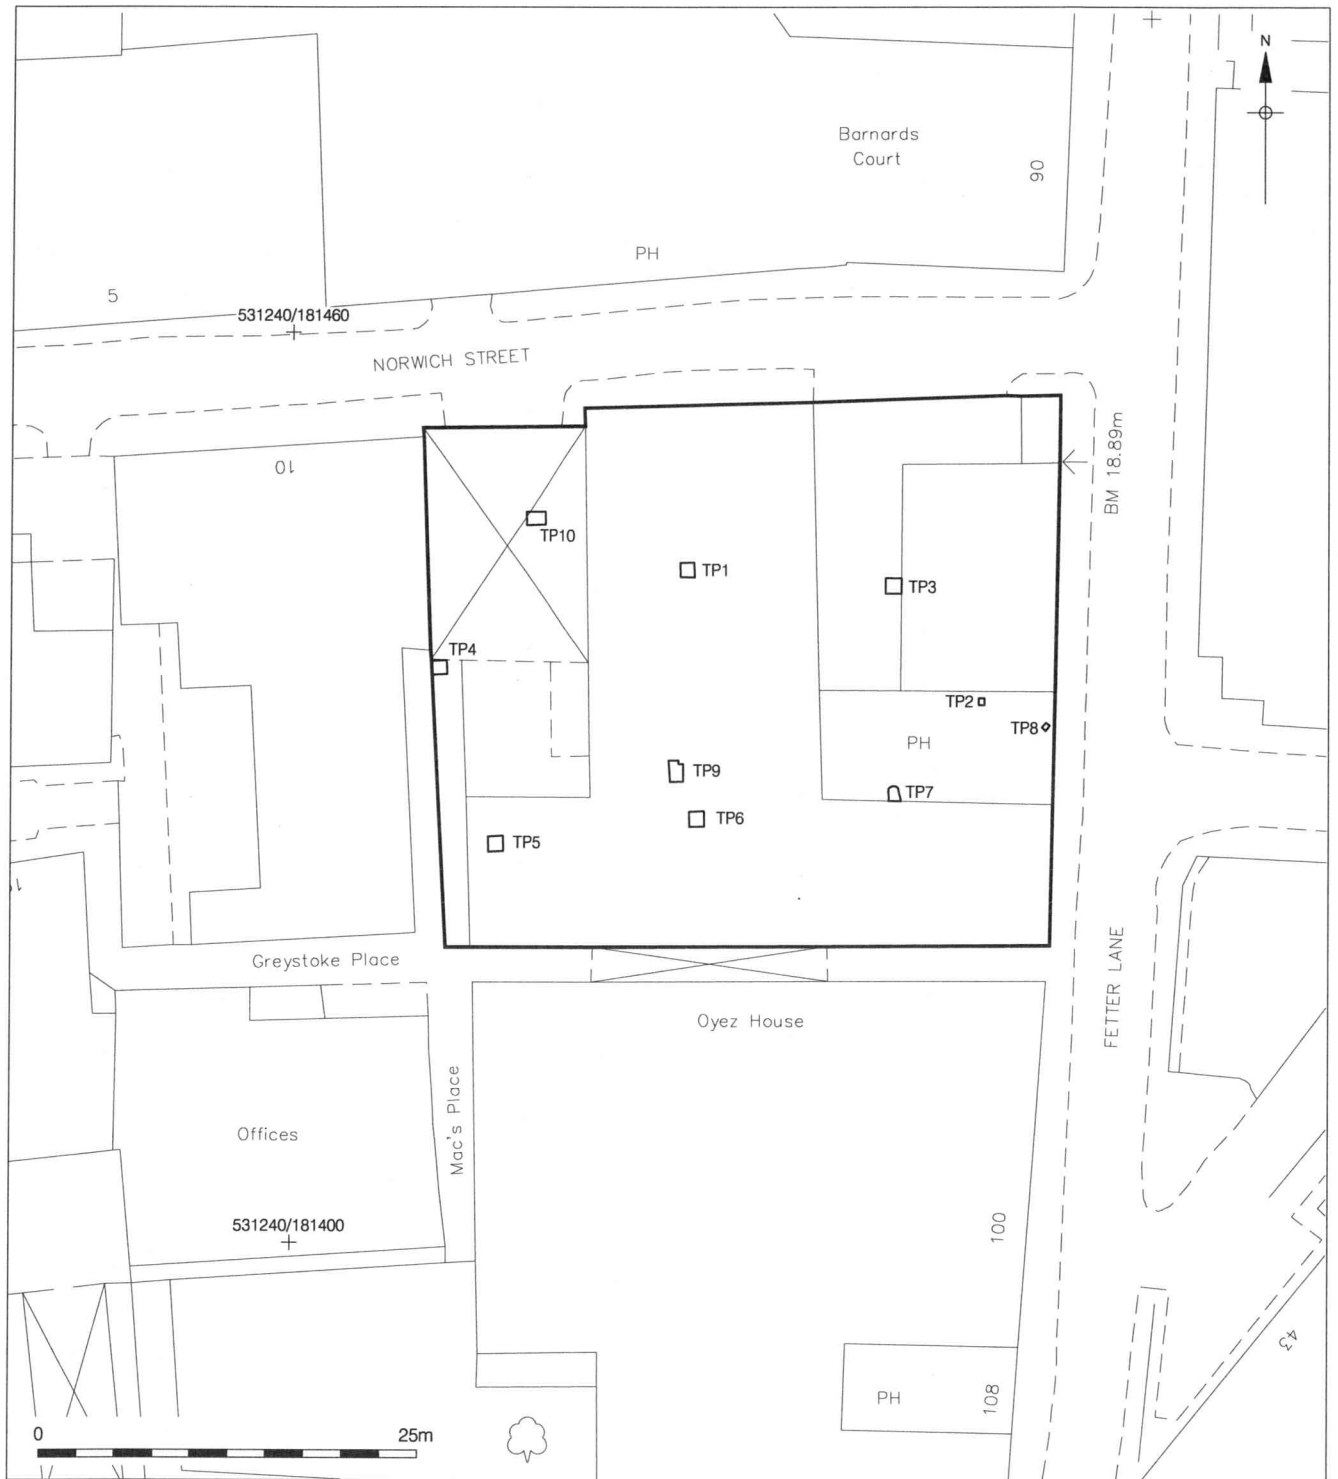 N
Barnards
Court
90
PH
5
531240/181460
NORWICH STREET
10
BM 18.89m
TP10
TP1
TP3
TP4
TP2
TP8
PH
TP9
TP7
TP6
TP5
Greystoke Place
FETTER LANE
Oyez House
Mac's Place
Offices
531240/181400
100
43
PH
108
0
25m